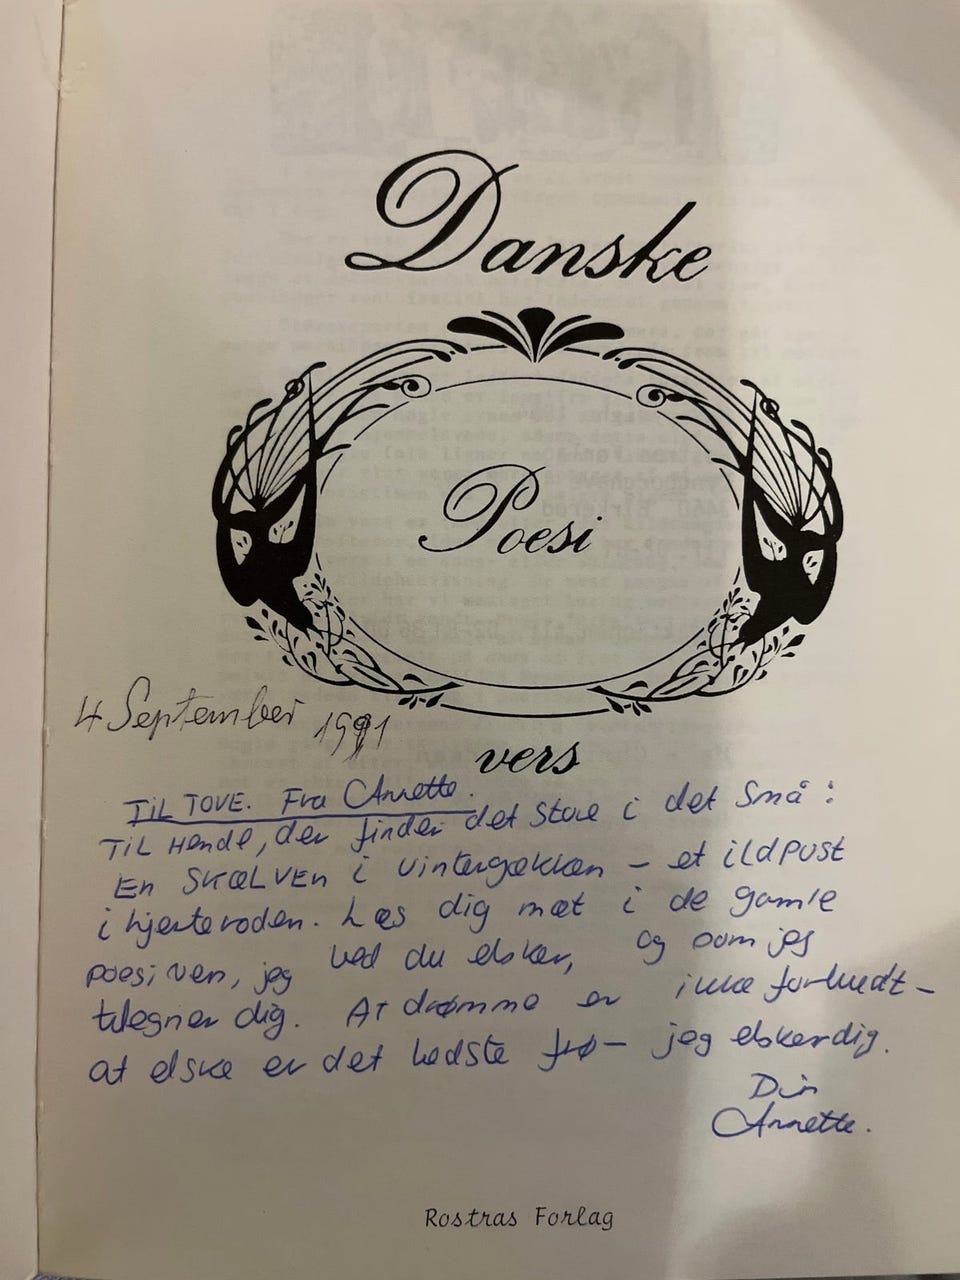 Danske
Poesi
vers
4 September 1991
TIL TOVE. Fra Annette.
TIL HENDE, der finder det store i det små:
EN SKÆLVEN i vintergækken – et ildpust
i hjerteroden. Læs dig mæt i de gamle
poesivers, jeg ved du elsker, og som jeg
tilegner dig. At drømme er ikke forbudt –
at elske er det bedste frø – jeg elsker dig.
Din
Annette.
Rostras Forlag